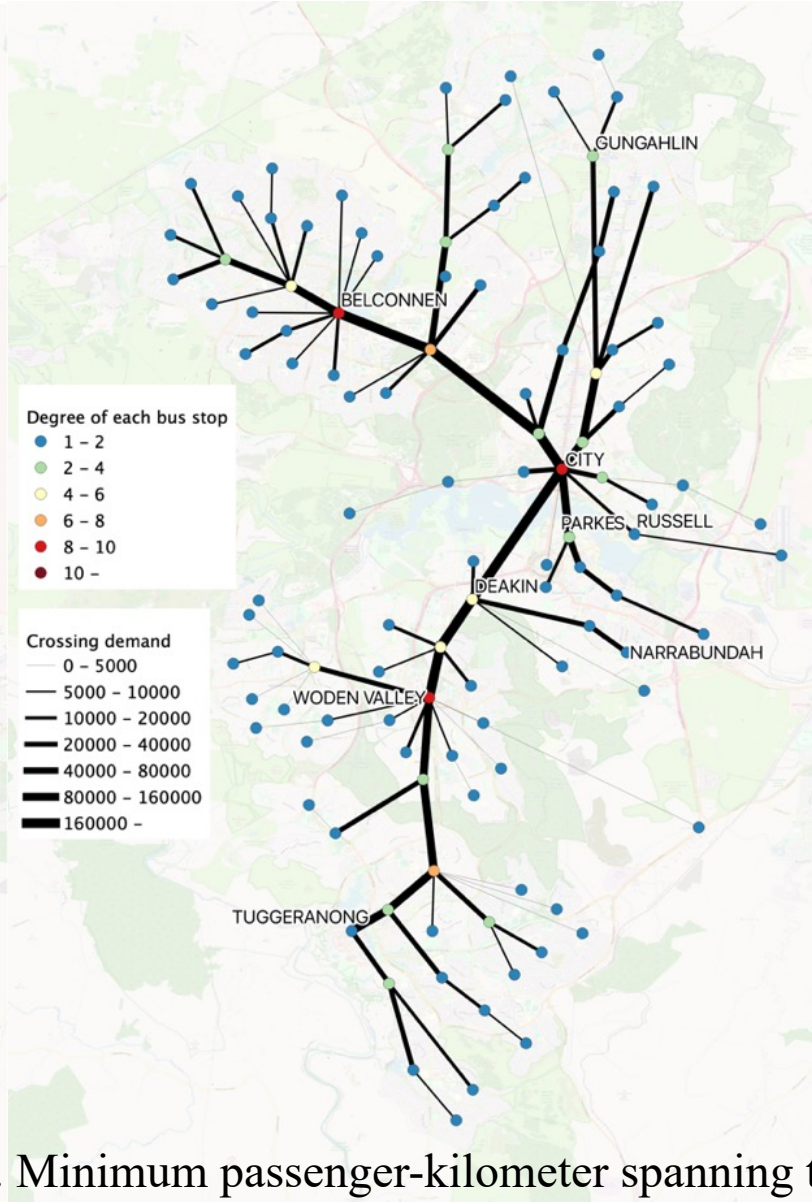 GUNGAHLIN
BELCONNEN
Degree of each bus stop
1 – 2
2 – 4
4 – 6
6 – 8
8 – 10
10 –
CITY
PARKES
RUSSELL
DEAKIN
Crossing demand
0 – 5000
5000 – 10000
10000 – 20000
20000 – 40000
40000 – 80000
80000 – 160000
160000 –
NARRABUNDAH
WODEN VALLEY
TUGGERANONG
. Minimum passenger-kilometer spanning